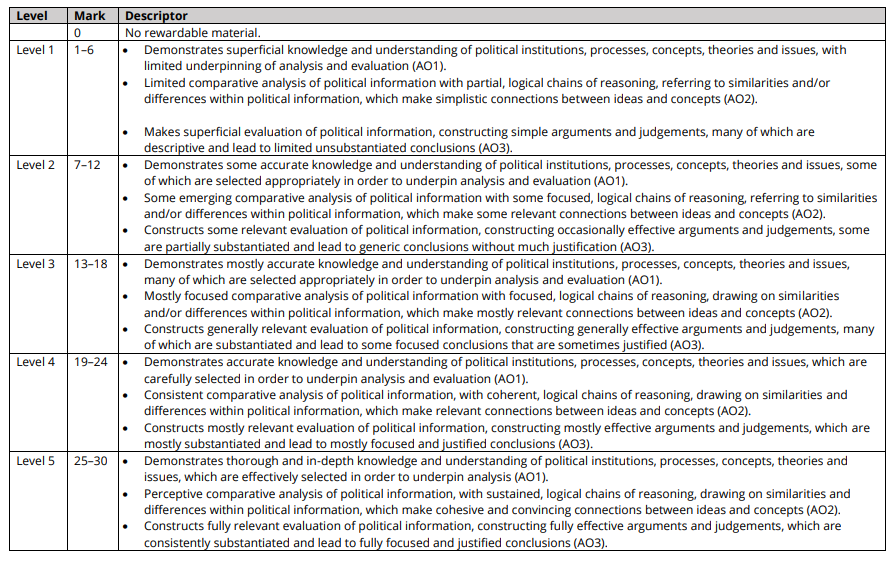 Level Mark Descriptor
0 No rewardable material.
Level 1 1–6 • Demonstrates superficial knowledge and understanding of political institutions, processes, concepts, theories and issues, with
limited underpinning of analysis and evaluation (AO1).
• Limited comparative analysis of political information with partial, logical chains of reasoning, referring to similarities and/or
differences within political information, which make simplistic connections between ideas and concepts (AO2).
• Makes superficial evaluation of political information, constructing simple arguments and judgements, many of which are
descriptive and lead to limited unsubstantiated conclusions (AO3).
Level 2 7–12 • Demonstrates some accurate knowledge and understanding of political institutions, processes, concepts, theories and issues, some
of which are selected appropriately in order to underpin analysis and evaluation (AO1).
• Some emerging comparative analysis of political information with some focused, logical chains of reasoning, referring to similarities
and/or differences within political information, which make some relevant connections between ideas and concepts (AO2).
• Constructs some relevant evaluation of political information, constructing occasionally effective arguments and judgements, some
are partially substantiated and lead to generic conclusions without much justification (AO3).
Level 3 13–18 • Demonstrates mostly accurate knowledge and understanding of political institutions, processes, concepts, theories and issues,
many of which are selected appropriately in order to underpin analysis and evaluation (AO1).
• Mostly focused comparative analysis of political information with focused, logical chains of reasoning, drawing on similarities
and/or differences within political information, which make mostly relevant connections between ideas and concepts (AO2).
• Constructs generally relevant evaluation of political information, constructing generally effective arguments and judgements, many
of which are substantiated and lead to some focused conclusions that are sometimes justified (AO3).
Level 4 19–24 • Demonstrates accurate knowledge and understanding of political institutions, processes, concepts, theories and issues, which are
carefully selected in order to underpin analysis and evaluation (AO1).
• Consistent comparative analysis of political information, with coherent, logical chains of reasoning, drawing on similarities and
differences within political information, which make relevant connections between ideas and concepts (AO2).
• Constructs mostly relevant evaluation of political information, constructing mostly effective arguments and judgements, which are
mostly substantiated and lead to mostly focused and justified conclusions (AO3).
Level 5 25–30 • Demonstrates thorough and in-depth knowledge and understanding of political institutions, processes, concepts, theories and
issues, which are effectively selected in order to underpin analysis (AO1).
• Perceptive comparative analysis of political information, with sustained, logical chains of reasoning, drawing on similarities and
differences within political information, which make cohesive and convincing connections between ideas and concepts (AO2).
• Constructs fully relevant evaluation of political information, constructing fully effective arguments and judgements, which are
consistently substantiated and lead to fully focused and justified conclusions (AO3).